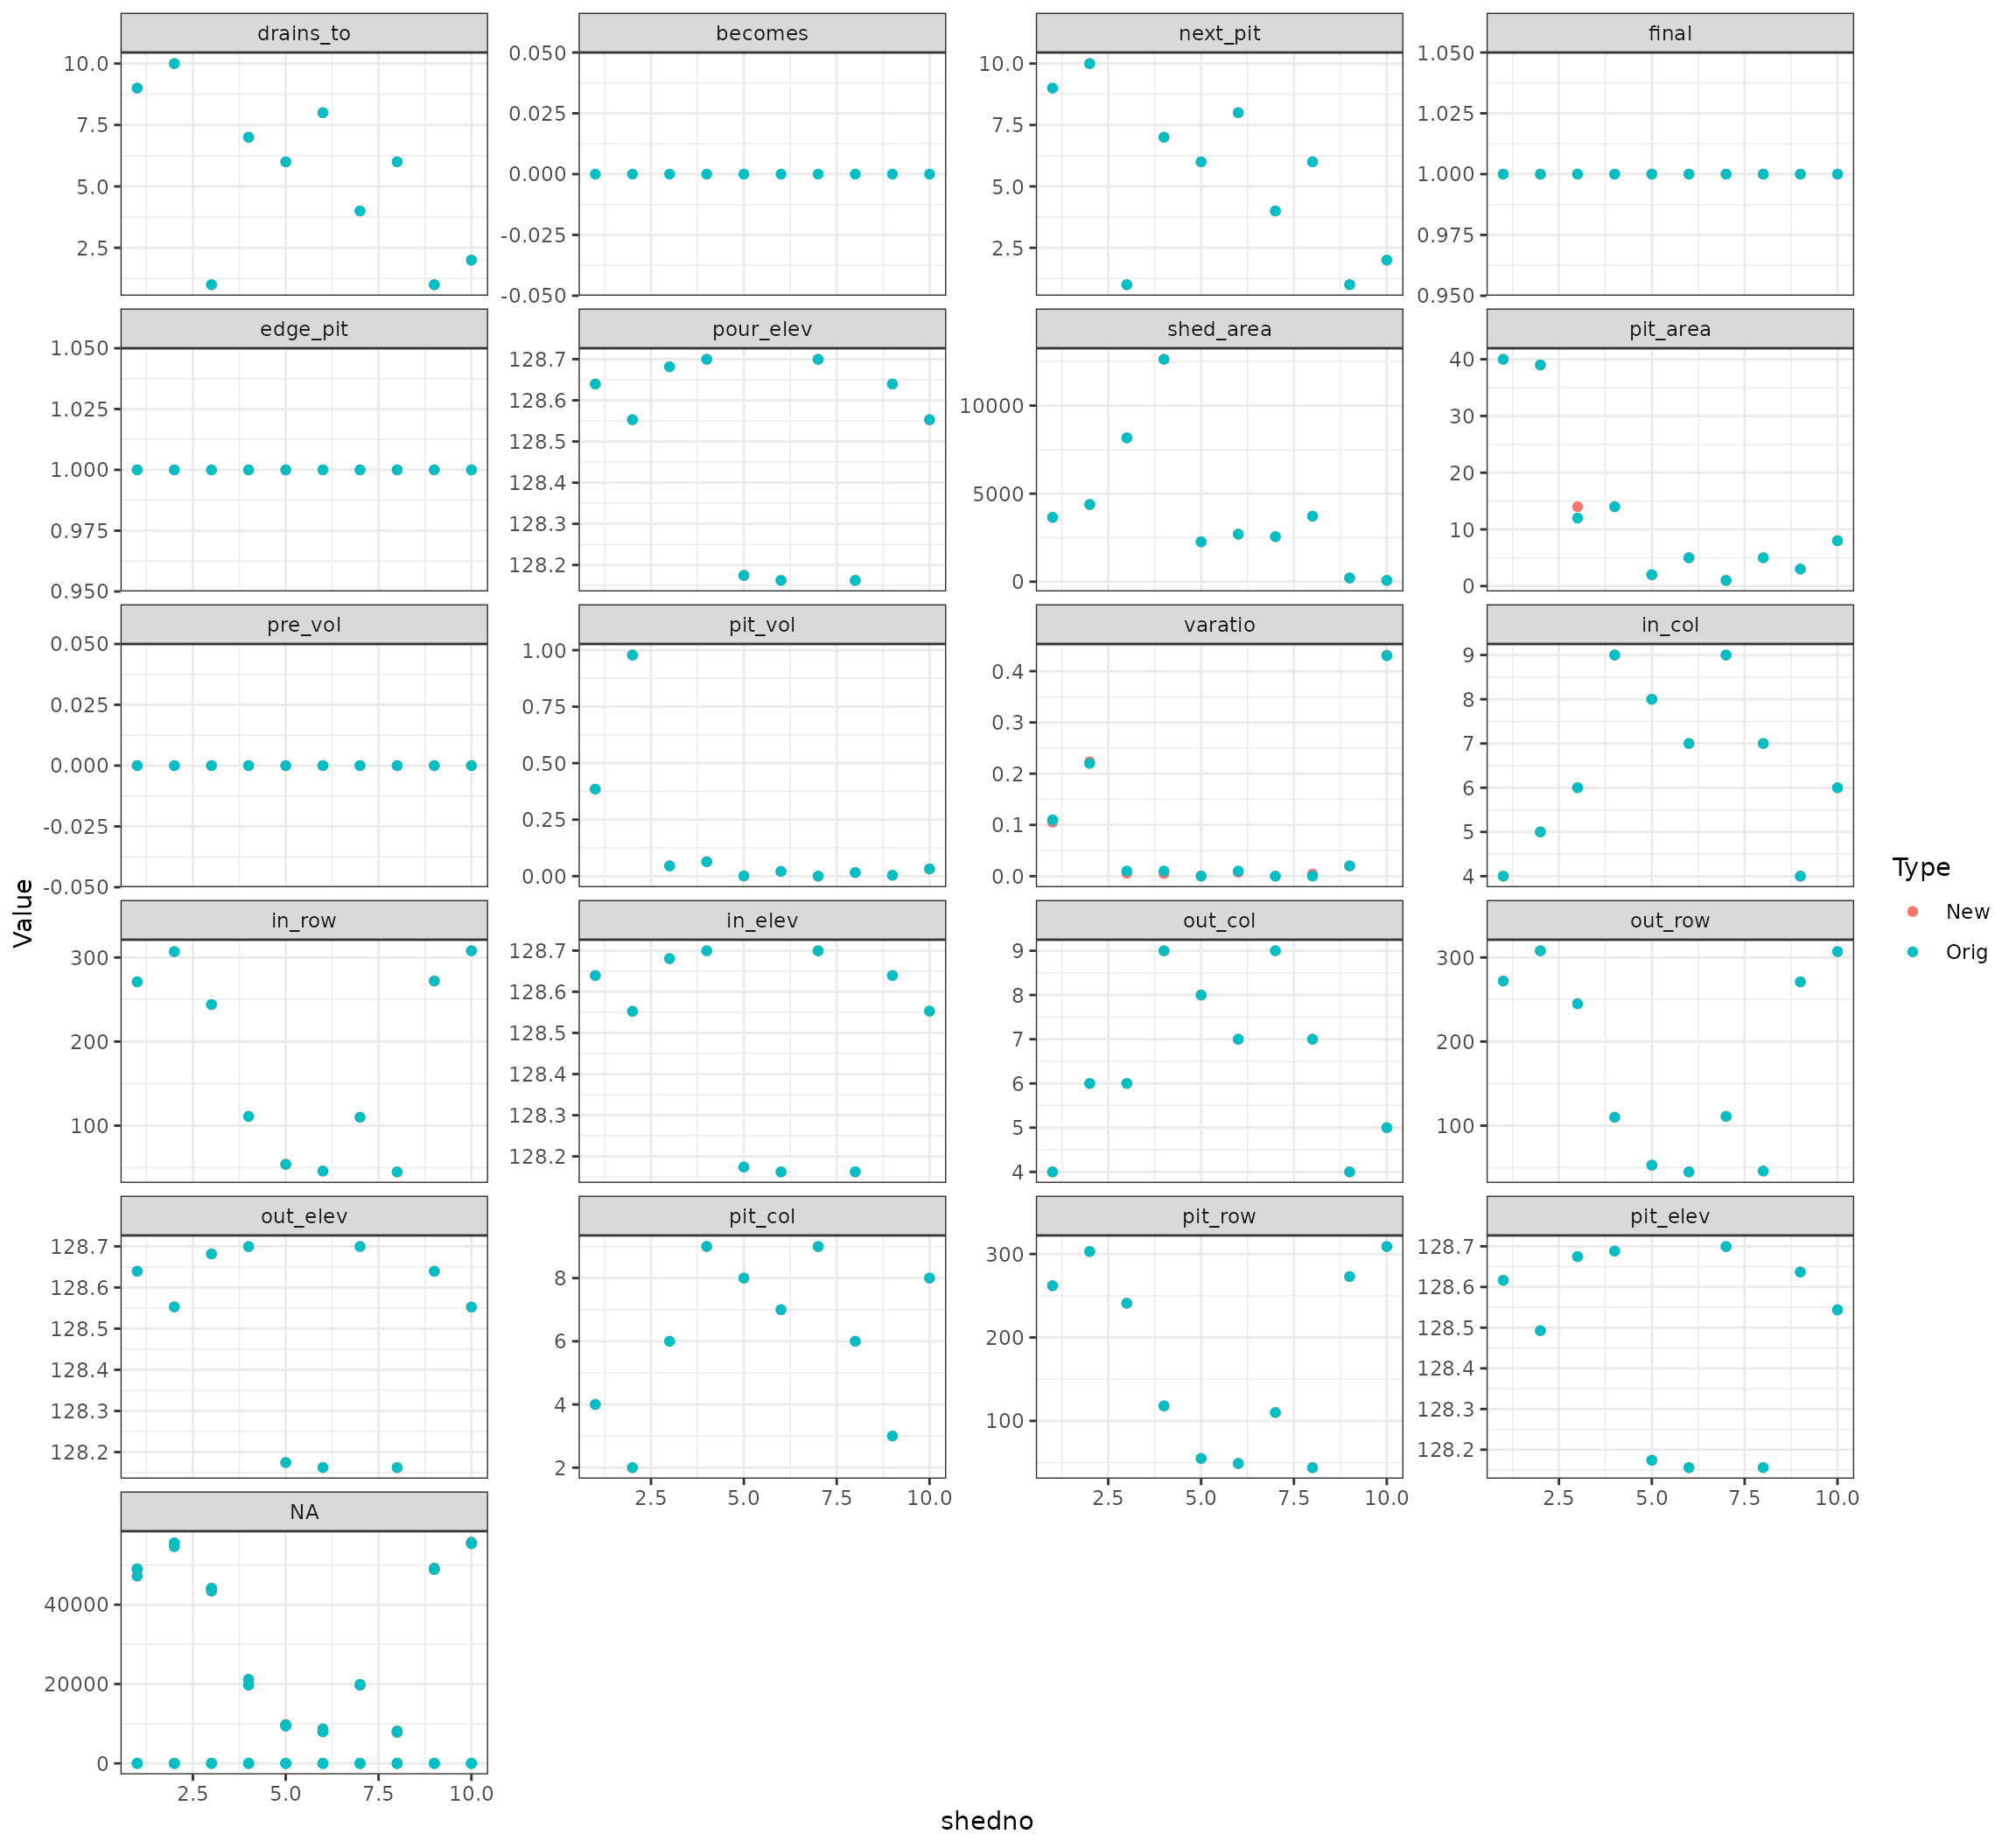 drains_to becomes next_pit final
10.0 7.5 5.0 2.5
0.050 0.025 0.000 -0.025 -0.050
10.0 7.5 5.0 2.5
1.050 1.025 1.000 0.975 0.950
edge_pit pour_elev shed_area pit_area
1.050 1.025 1.000 0.975 0.950
128.7 128.6 128.5 128.4 128.3 128.2
10000 5000 0
40 30 20 10 0
pre_vol pit_vol varatio in_col
0.050 0.025 0.000 -0.025 -0.050
1.00 0.75 0.50 0.25 0.00
0.4 0.3 0.2 0.1 0.0
9 8 7 6 5 4
in_row in_elev out_col out_row
300 200 100
128.7 128.6 128.5 128.4 128.3 128.2
9 8 7 6 5 4
300 200 100
out_elev pit_col pit_row pit_elev
128.7 128.6 128.5 128.4 128.3 128.2
8 6 4 2
300 200 100
128.7 128.6 128.5 128.4 128.3 128.2
2.5 5.0 7.5 10.0
2.5 5.0 7.5 10.0
2.5 5.0 7.5 10.0
NA
40000 20000 0
2.5 5.0 7.5 10.0
shedno
Value
Type
New
Orig